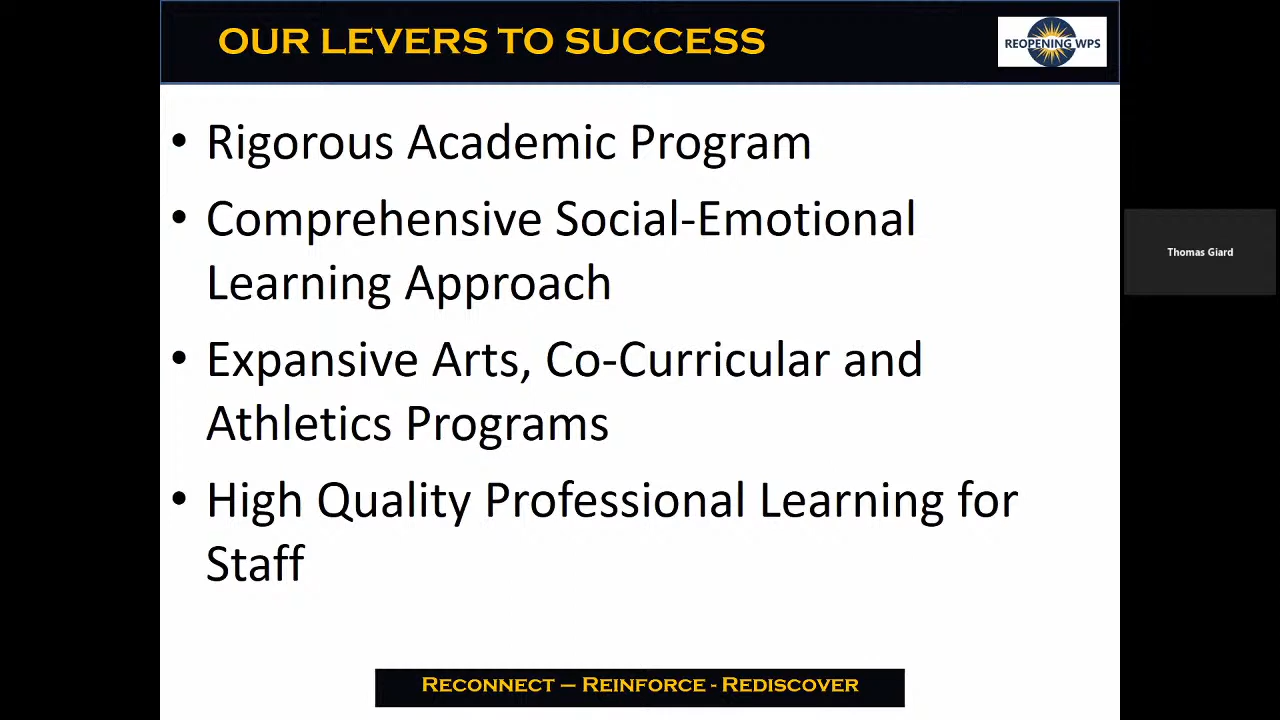 OUR LEVERS TO SUCCESS
REOPENING WPS
• Rigorous Academic Program
• Comprehensive Social-Emotional
Learning Approach
• Expansive Arts, Co-Curricular and
Athletics Programs
• High Quality Professional Learning for
Staff
Thomas Giard
RECONNECT – REINFORCE - REDISCOVER